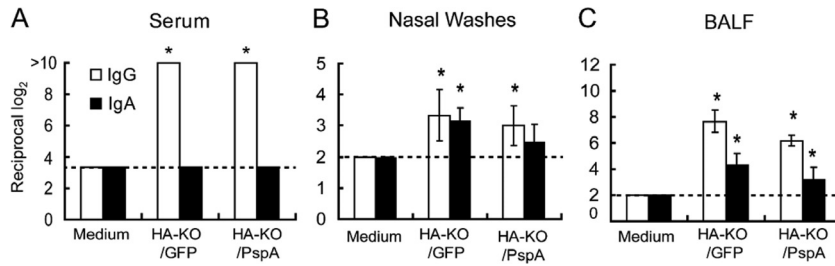 A
Serum
Reciprocal log2
>10
8
6
4
2
0
IgG
IgA
*
*
Medium
HA-KO
/GFP
HA-KO
/PspA
B
Nasal Washes
5
4
3
2
1
0
*
*
*
Medium
HA-KO
/GFP
HA-KO
/PspA
C
BALF
12
10
8
6
4
2
0
*
*
*
*
Medium
HA-KO
/GFP
HA-KO
/PspA